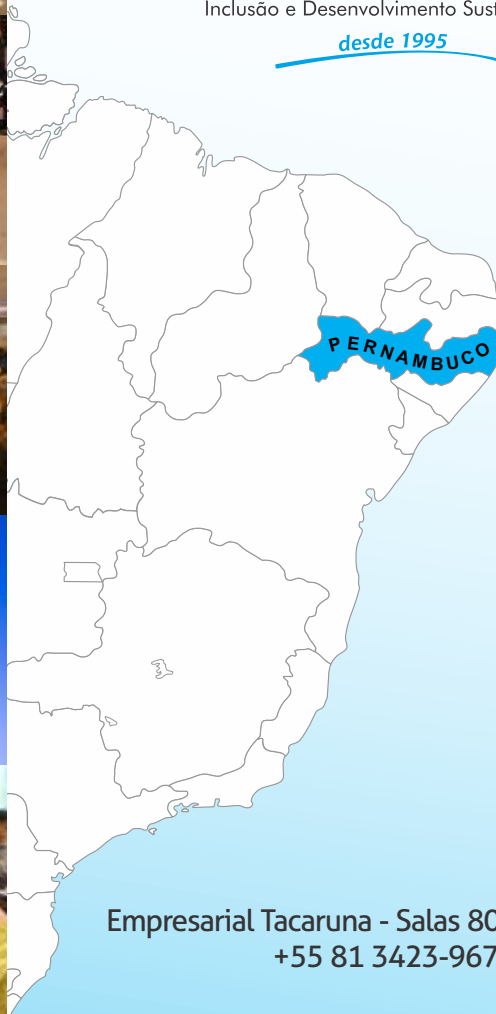 Inclusão e Desenvolvimento Sust
desde 1995
PERNAMBUCO
Empresarial Tacaruna - Salas 80
+55 81 3423-967